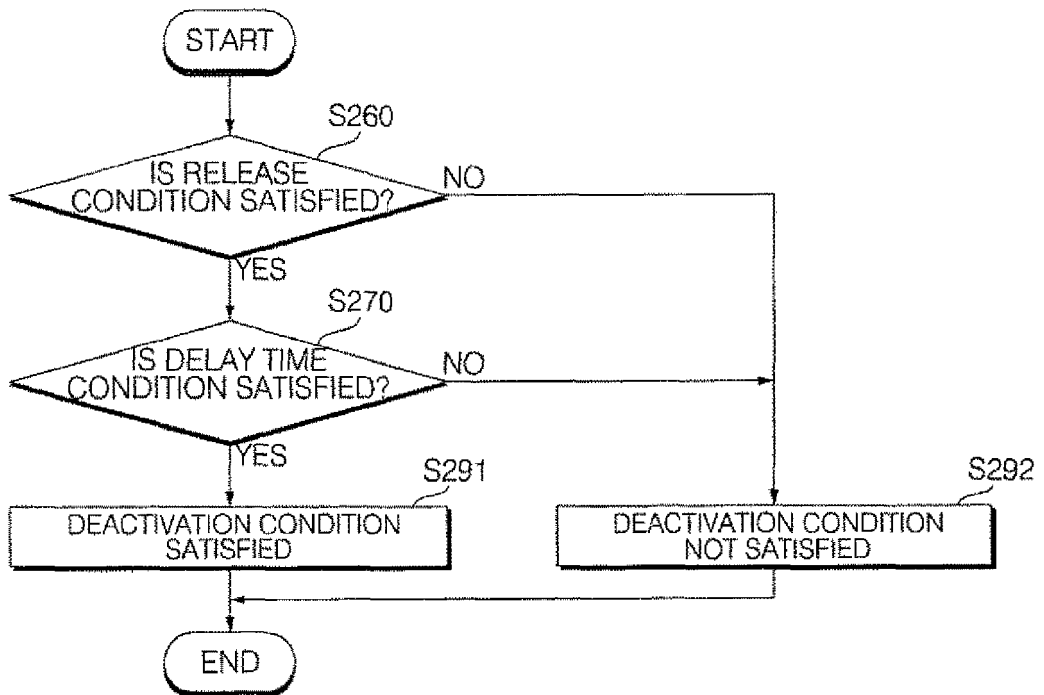 START
S260
IS RELEASE
CONDITION SATISFIED?
NO
YES
S270
IS DELAY TIME
CONDITION SATISFIED?
NO
YES
S291
DEACTIVATION CONDITION
SATISFIED
S292
DEACTIVATION CONDITION
NOT SATISFIED
END